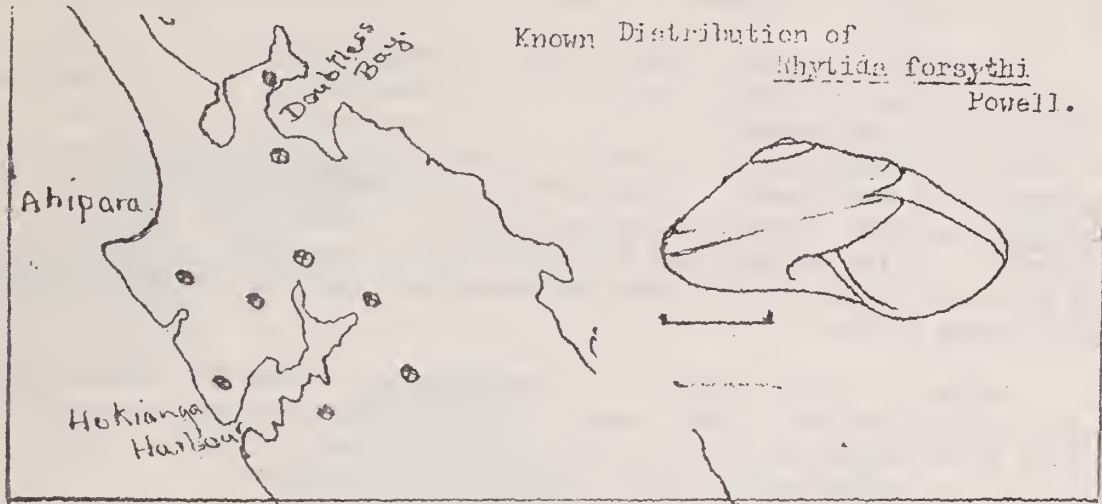 Known Distribution of
Rhytida forsythi
Powell.
Doubtless
Bay.
Ahipara
Hokianga
Harbour